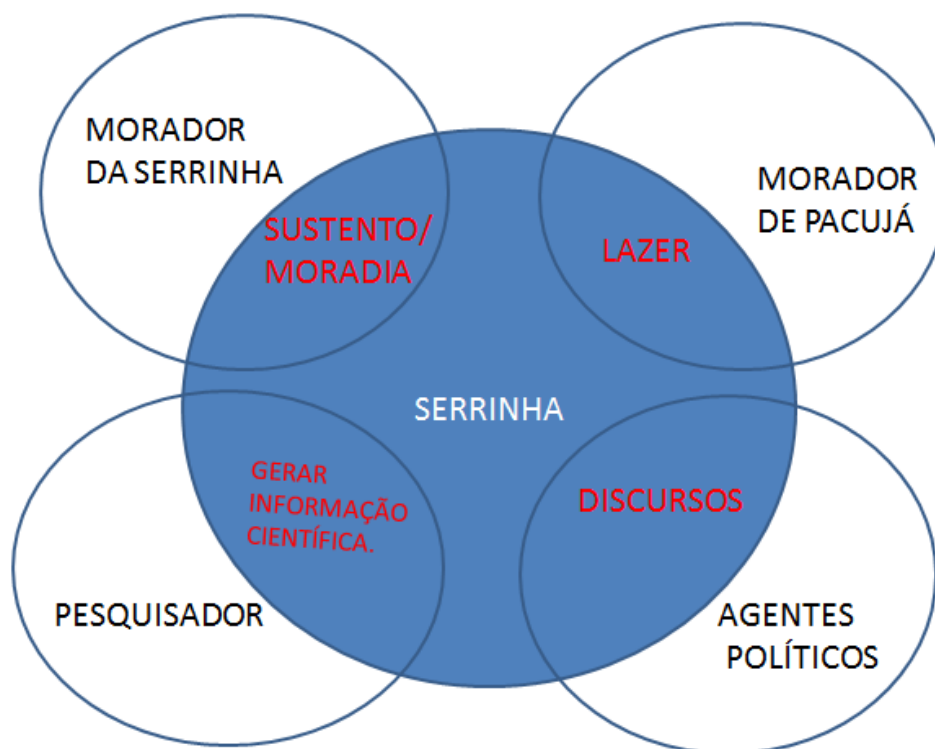 MORADOR
DA SERRINHA
SUSTENTO/
MORADIA
LAZER
MORADOR
DE PACUJÁ
SERRINHA
GERAR
INFORMAÇÃO
CIENTÍFICA.
DISCURSOS
PESQUISADOR
AGENTES
POLÍTICOS